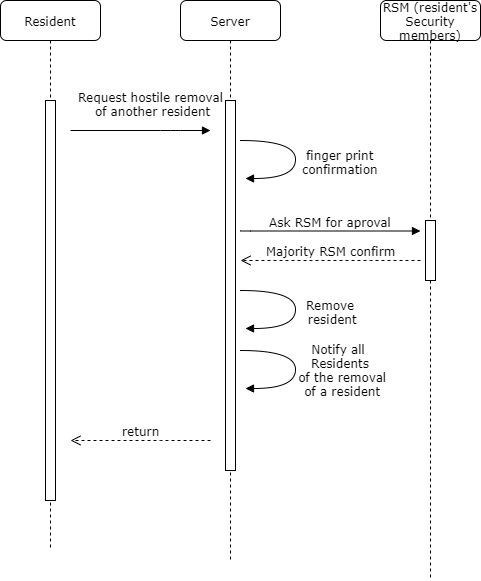 Resident
Server
RSM (resident's
Security
members)
Request hostile removal
of another resident
finger print
confirmation
Ask RSM for aproval
Majority RSM confirm
Remove
resident
Notify all
Residents
of the removal
of a resident
return